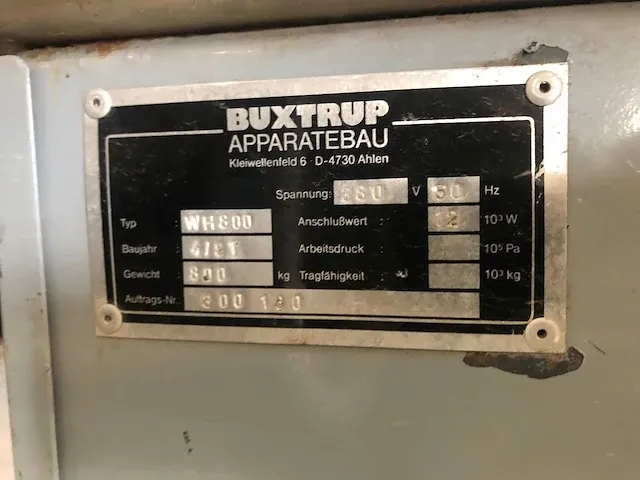 BUXTRUP
APPARATEBAU
Kleiwellenfeld 6 · D-4730 Ahlen
Spannung: 380 V 50 Hz
Typ : WH800 Anschlußwert : 12 10³ W
Baujahr : Arbeitsdruck : 10⁵ Pa
Gewicht : 800 kg Tragfähigkeit : 10³ kg
Auftrags-Nr.: 300